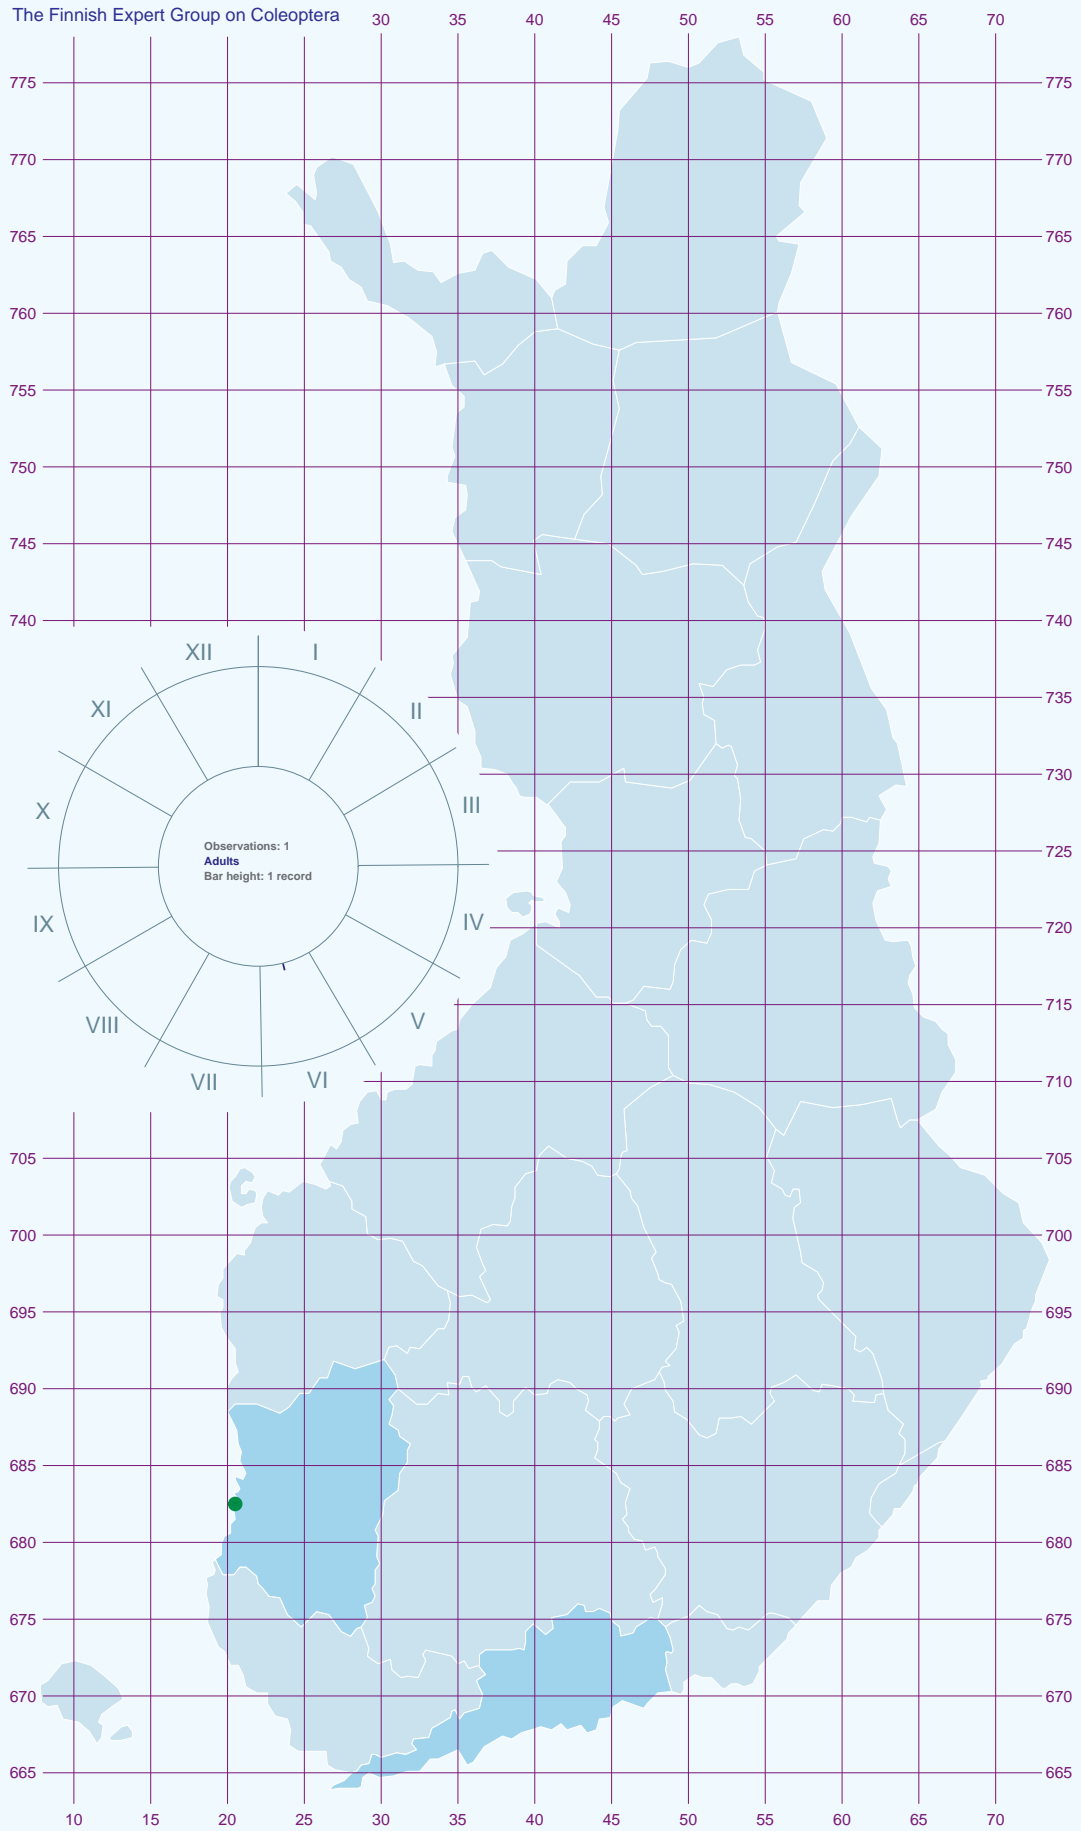 The Finnish Expert Group on Coleoptera 30 35 40 45 50 55 60 65 70
775 775
770 770
765 765
760 760
755 755
750 750
745 745
740 740
XII I
XI II
735
730
X III
Observations: 1
Adults
Bar height: 1 record
725
IX IV 720
715
VIII V
VII VI 710
705 705
700 700
695 695
690 690
685 685
680 680
675 675
670 670
665 665
10 15 20 25 30 35 40 45 50 55 60 65 70